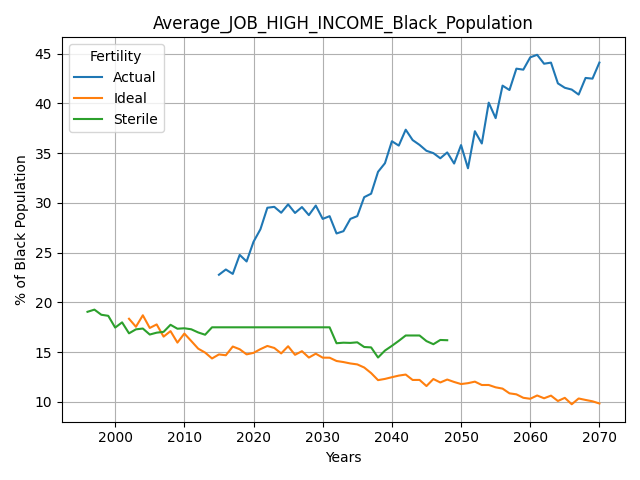 Average_JOB_HIGH_INCOME_Black_Population
Fertility
Actual
Ideal
Sterile
% of Black Population
45
40
35
30
25
20
15
10
2000 2010 2020 2030 2040 2050 2060 2070
Years